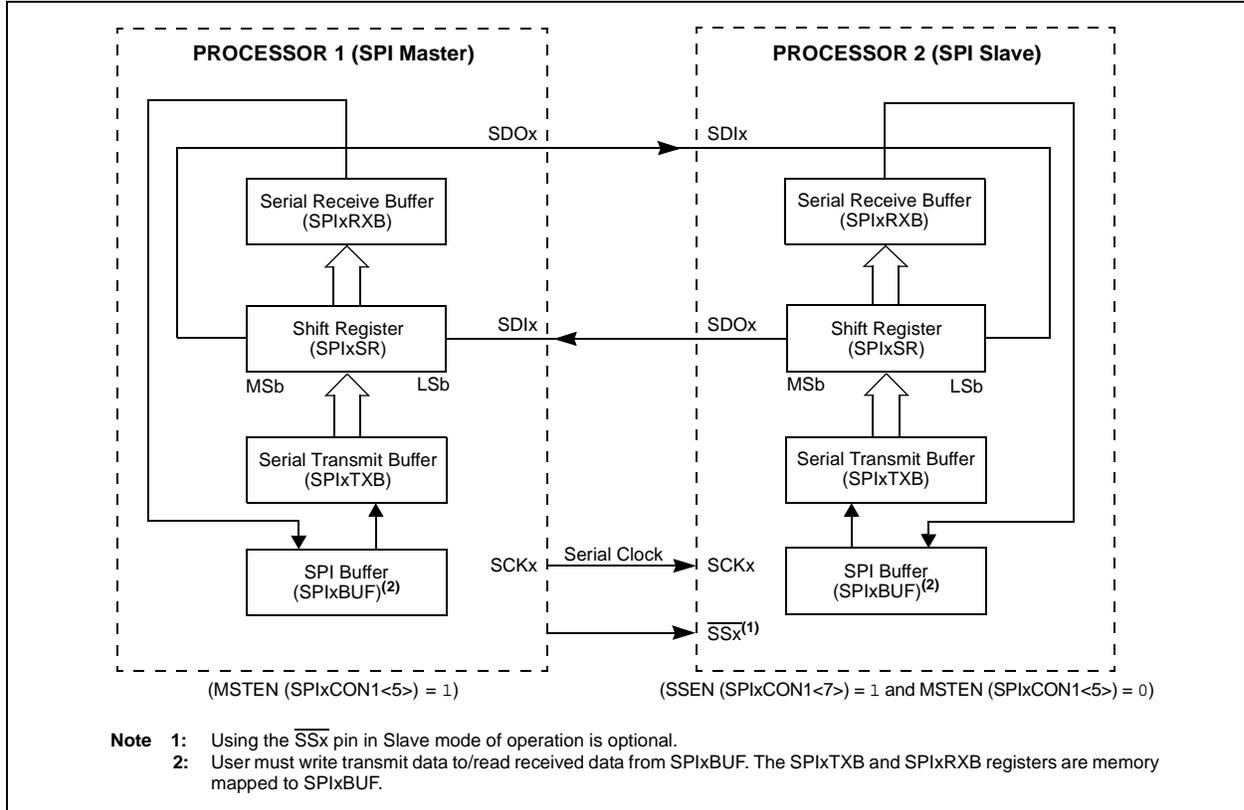 PROCESSOR 1 (SPI Master)
PROCESSOR 2 (SPI Slave)
SDOx
SDIx
Serial Receive Buffer
(SPIxRXB)
Serial Receive Buffer
(SPIxRXB)
Shift Register
(SPIxSR)
SDIx
SDOx
Shift Register
(SPIxSR)
MSb
LSb
MSb
LSb
Serial Transmit Buffer
(SPIxTXB)
Serial Transmit Buffer
(SPIxTXB)
SPI Buffer
(SPIxBUF)(2)
SCKx
Serial Clock
SCKx
SPI Buffer
(SPIxBUF)(2)
SSx(1)
(MSTEN (SPIxCON1<5>) = 1)
(SSEN (SPIxCON1<7>) = 1 and MSTEN (SPIxCON1<5>) = 0)
Note 1: Using the SSx pin in Slave mode of operation is optional.
2: User must write transmit data to/read received data from SPIxBUF. The SPIxTXB and SPIxRXB registers are memory
mapped to SPIxBUF.